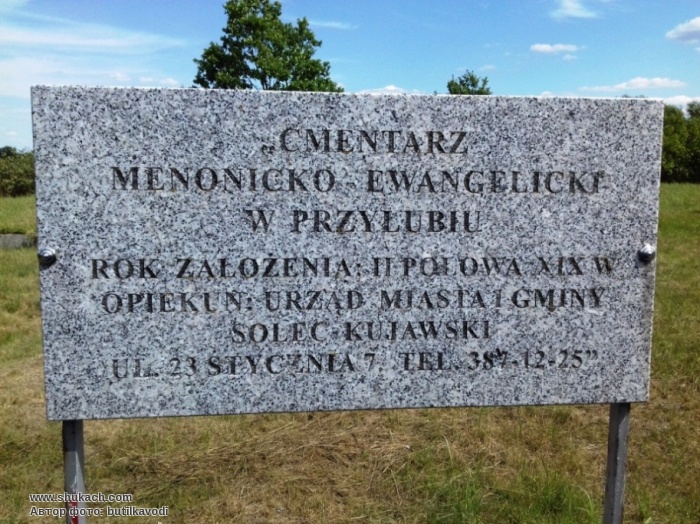 „CMENTARZ
MENONICKO - EWANGELICKI
W PRZYŁUBIU
ROK ZAŁOŻENIA: II POŁOWA XIX W
OPIEKUN: URZĄD MIASTA I GMINY
SOLEC KUJAWSKI
UL. 23 STYCZNIA 7 TEL. 387-12-25”
www.shukach.com
Автор фото: butilkavodi